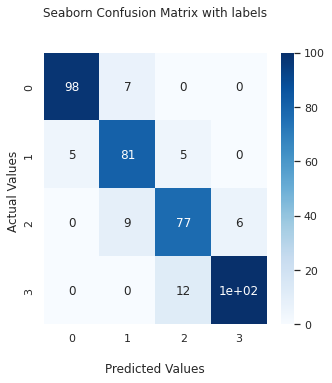 Seaborn Confusion Matrix with labels
100
0 98 7 0 0
80
1 5 81 5 0
60
40
2 0 9 77 6
20
3 0 0 12 1e+02
0
0 1 2 3
Actual Values
Predicted Values